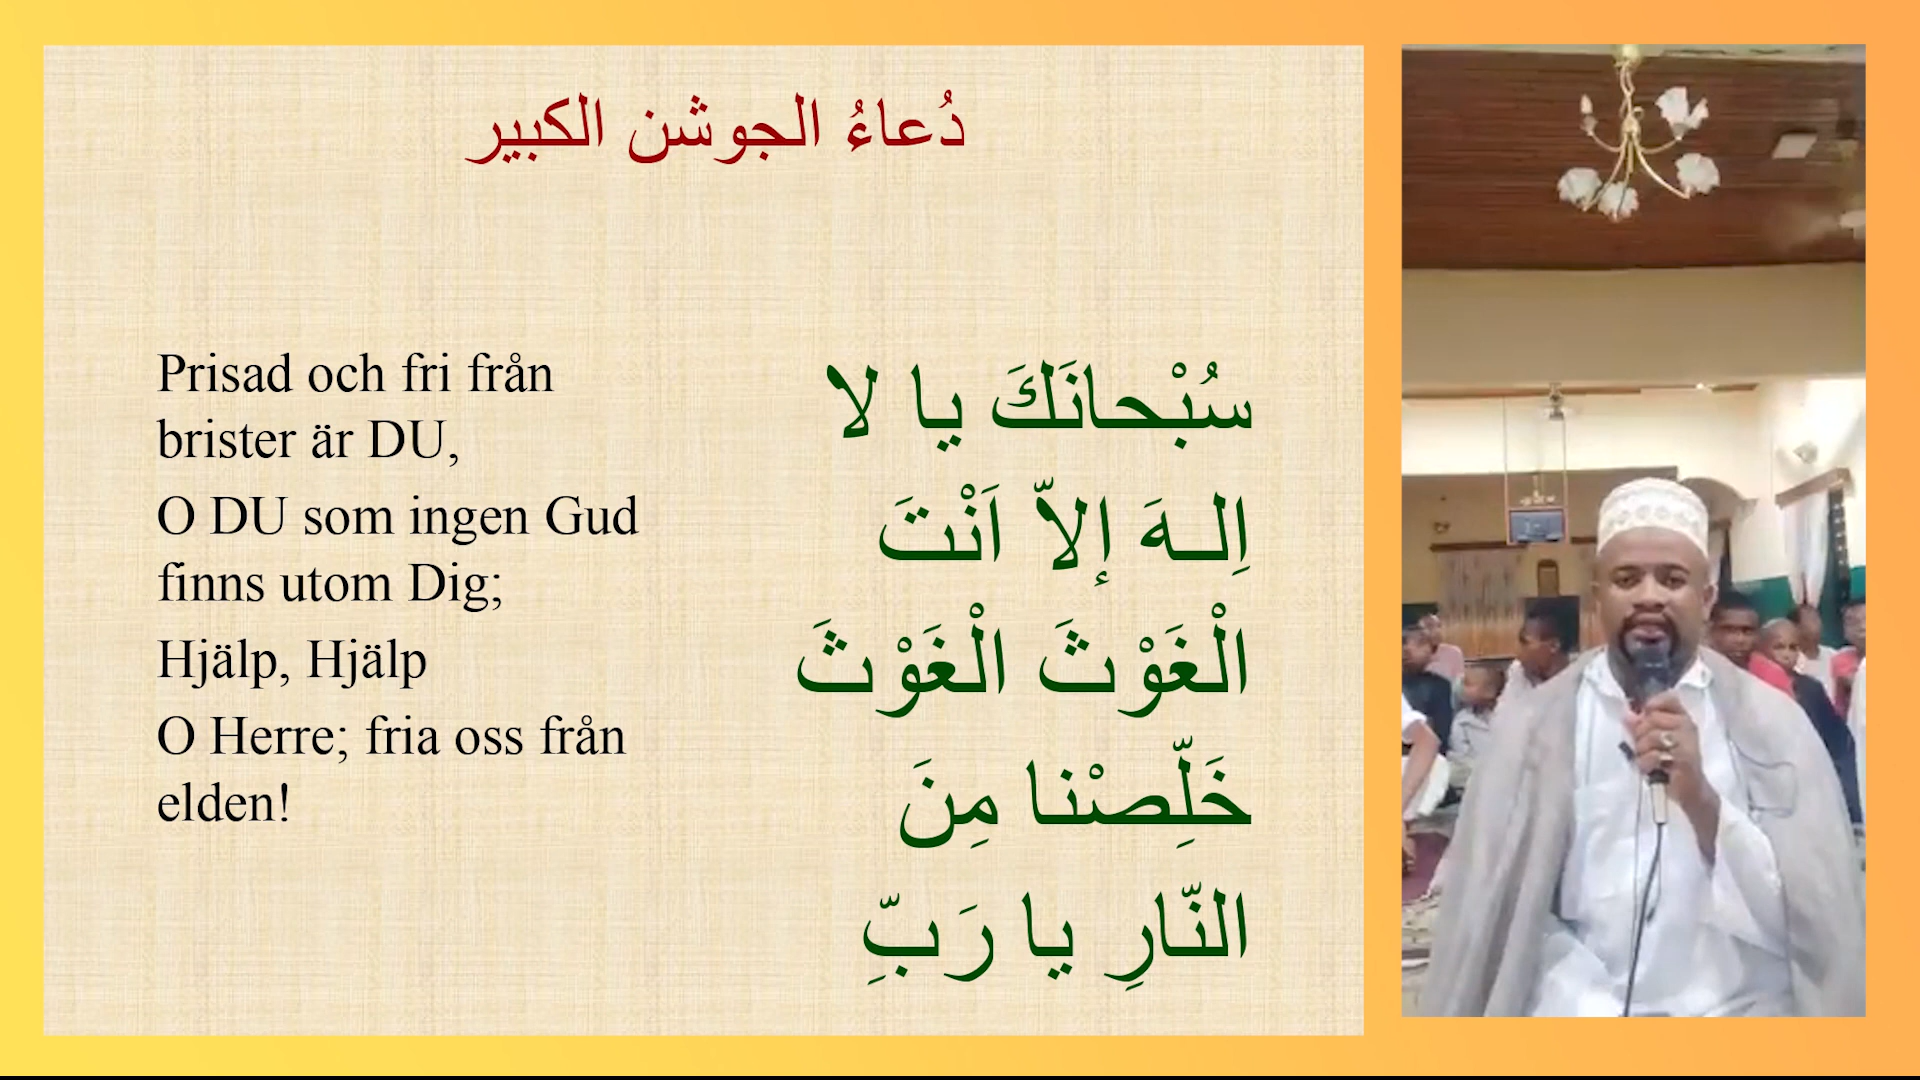 دُعاءُ الجوشن الكبير
Prisad och fri från
brister är DU,
O DU som ingen Gud
finns utom Dig;
Hjälp, Hjälp
O Herre; fria oss från
elden!
سُبْحانَكَ يا لا
اِلـهَ إلاّ اَنْتَ
الْغَوْثَ الْغَوْثَ
خَلِّصْنا مِنَ
النّارِ يا رَبِّ